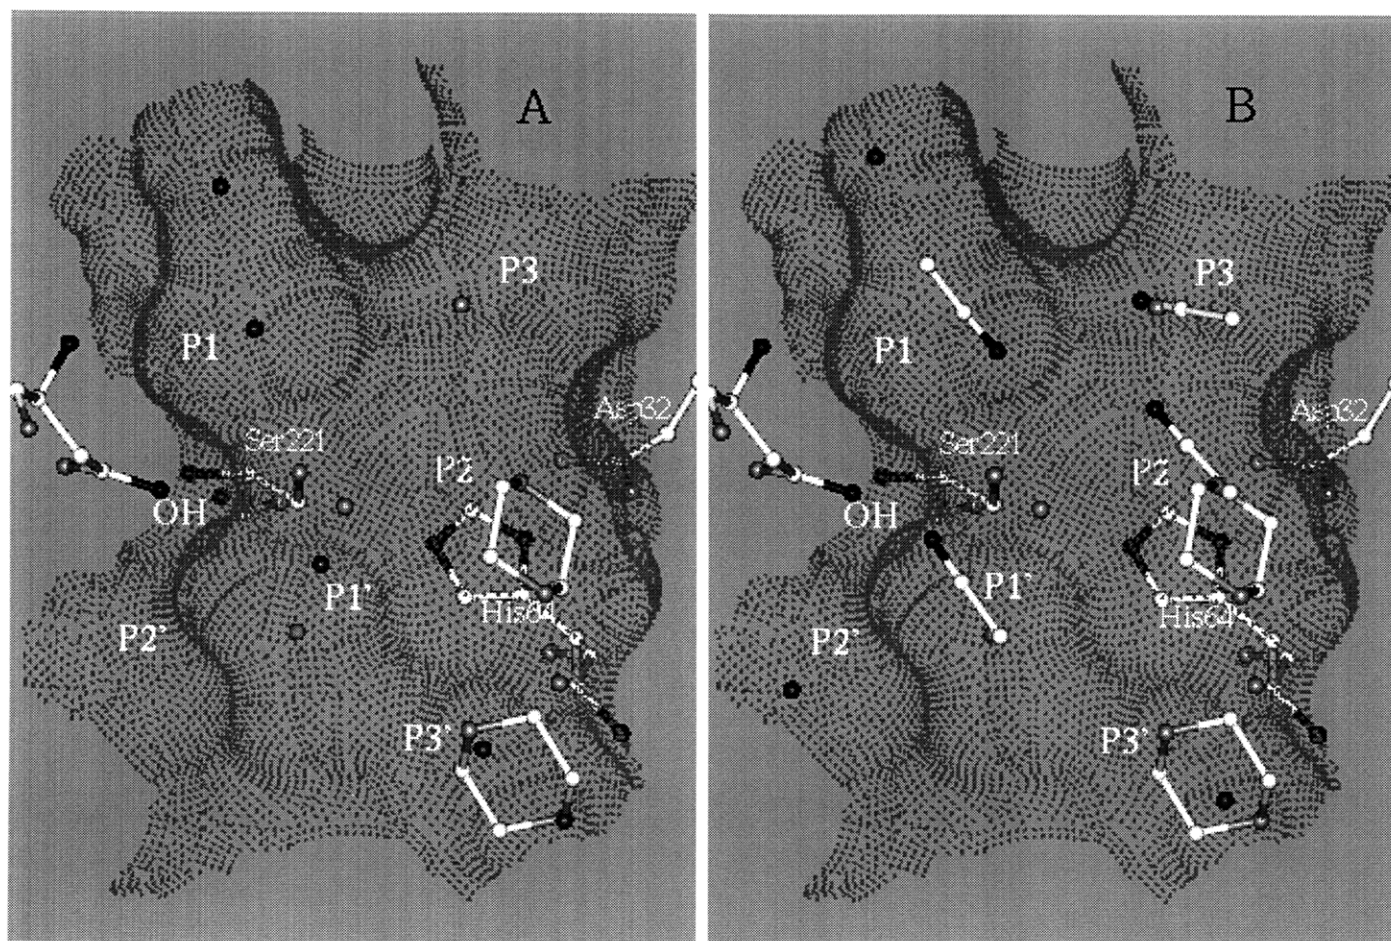 A
P3
P1
Asp32
Ser221
P2
OH
P1'
His64
P2'
P3'
B
P3
P1
Asp32
Ser221
P2
OH
P1'
His64
P2'
P3'